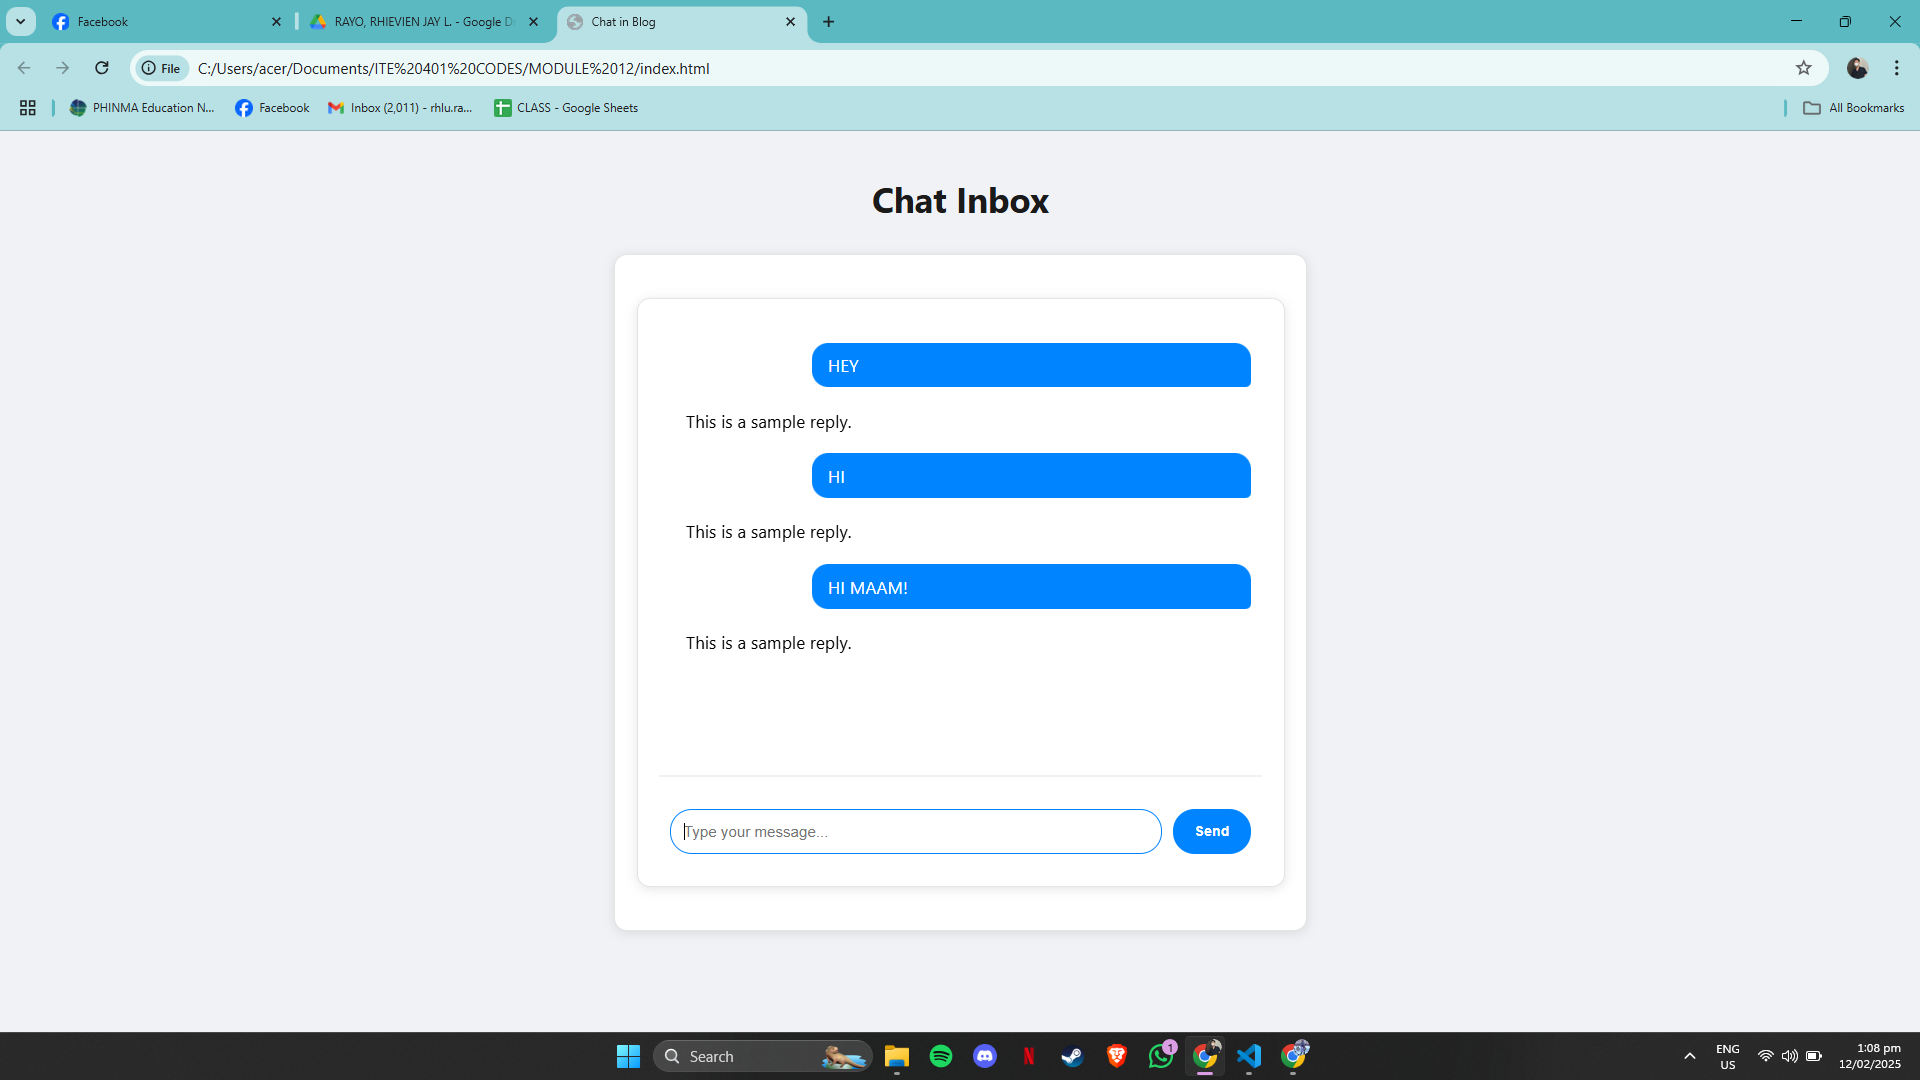 Facebook
RAYO, RHIEVIEN JAY L. - Google D
Chat in Blog
File
C:/Users/acer/Documents/ITE%20401%20CODES/MODULE%2012/index.html
PHINMA Education N...
Facebook
Inbox (2,011) - rhlu.ra...
CLASS - Google Sheets
All Bookmarks
Chat Inbox
HEY
This is a sample reply.
HI
This is a sample reply.
HI MAAM!
This is a sample reply.
Type your message...
Send
Search
1
ENG
US
1:08 pm
12/02/2025